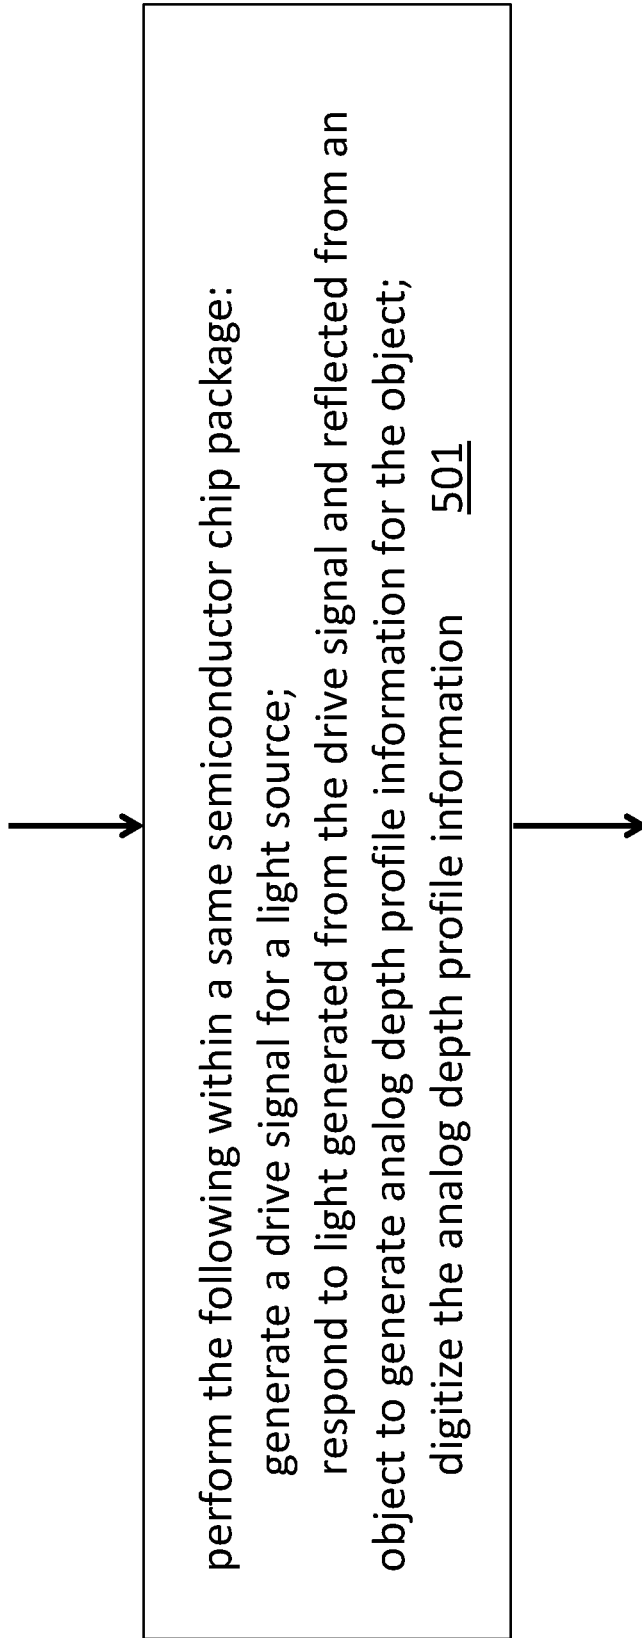 perform the following within a same semiconductor chip package:
generate a drive signal for a light source;
respond to light generated from the drive signal and reflected from an
object to generate analog depth profile information for the object;
digitize the analog depth profile information 501